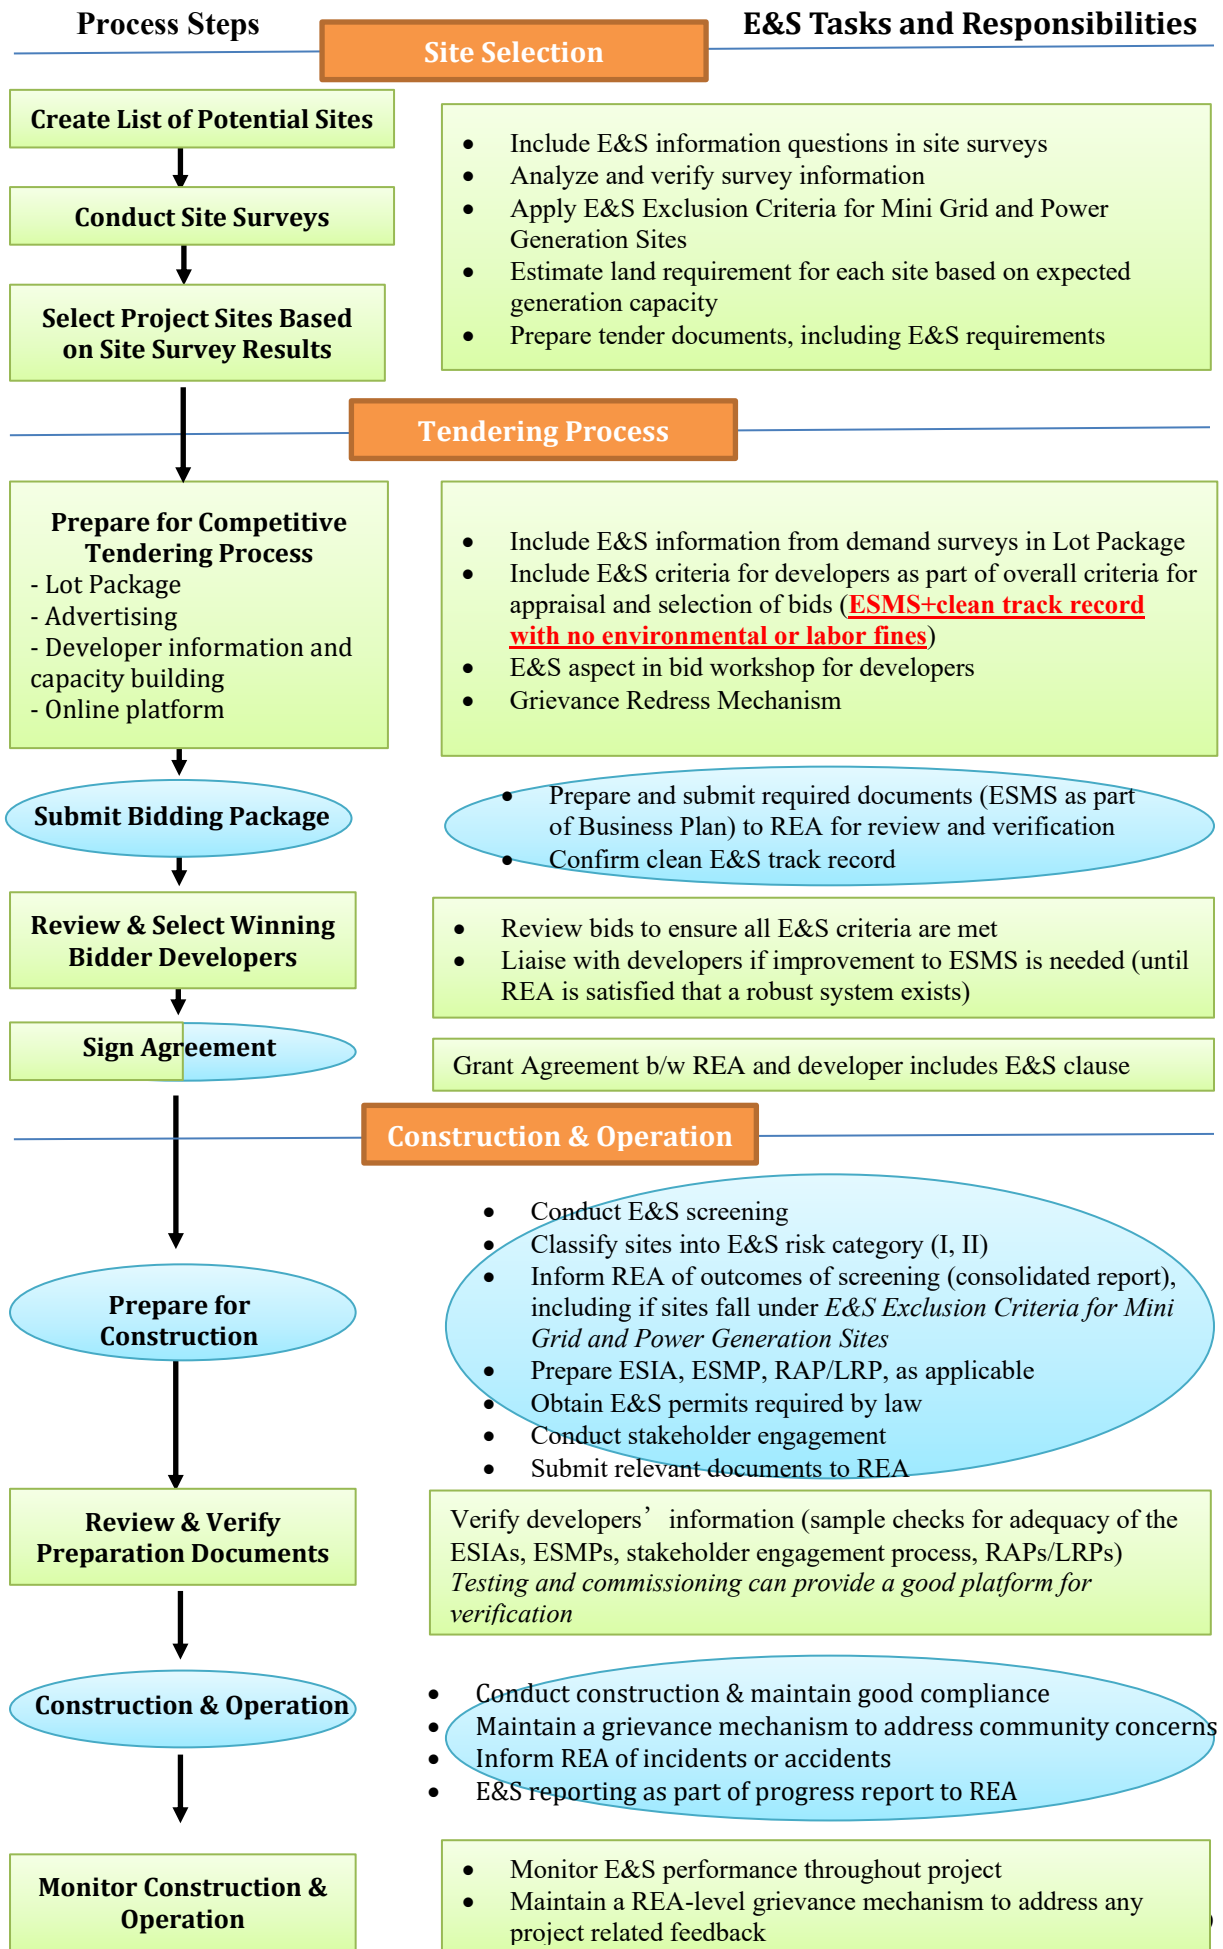 Process Steps
E&S Tasks and Responsibilities
Site Selection
Create List of Potential Sites
Conduct Site Surveys
Select Project Sites Based
on Site Survey Results
• Include E&S information questions in site surveys
• Analyze and verify survey information
• Apply E&S Exclusion Criteria for Mini Grid and Power
Generation Sites
• Estimate land requirement for each site based on expected
generation capacity
• Prepare tender documents, including E&S requirements
Tendering Process
Prepare for Competitive
Tendering Process
- Lot Package
- Advertising
- Developer information and
capacity building
- Online platform
• Include E&S information from demand surveys in Lot Package
• Include E&S criteria for developers as part of overall criteria for
appraisal and selection of bids (ESMS+clean track record
with no environmental or labor fines)
• E&S aspect in bid workshop for developers
• Grievance Redress Mechanism
Submit Bidding Package
• Prepare and submit required documents (ESMS as part
of Business Plan) to REA for review and verification
• Confirm clean E&S track record
Review & Select Winning
Bidder Developers
• Review bids to ensure all E&S criteria are met
• Liaise with developers if improvement to ESMS is needed (until
REA is satisfied that a robust system exists)
Sign Agreement
Grant Agreement b/w REA and developer includes E&S clause
Construction & Operation
Prepare for
Construction
• Conduct E&S screening
• Classify sites into E&S risk category (I, II)
• Inform REA of outcomes of screening (consolidated report),
including if sites fall under E&S Exclusion Criteria for Mini
Grid and Power Generation Sites
• Prepare ESIA, ESMP, RAP/LRP, as applicable
• Obtain E&S permits required by law
• Conduct stakeholder engagement
• Submit relevant documents to REA
Review & Verify
Preparation Documents
Verify developers’ information (sample checks for adequacy of the
ESIAs, ESMPs, stakeholder engagement process, RAPs/LRPs)
Testing and commissioning can provide a good platform for
verification
Construction & Operation
• Conduct construction & maintain good compliance
• Maintain a grievance mechanism to address community concerns
• Inform REA of incidents or accidents
• E&S reporting as part of progress report to REA
Monitor Construction &
Operation
• Monitor E&S performance throughout project
• Maintain a REA-level grievance mechanism to address any
project related feedback